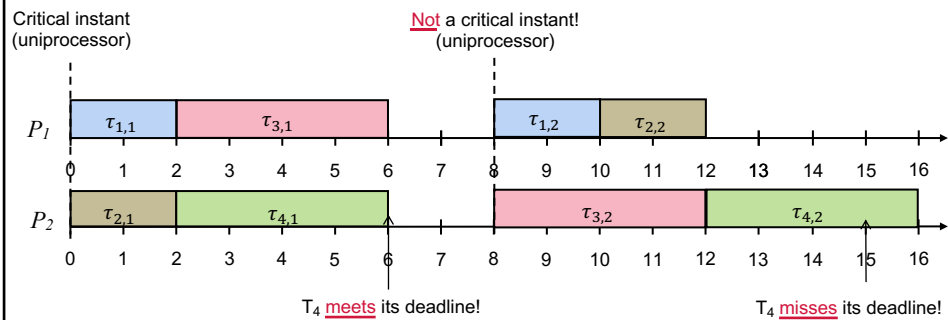 Critical instant
(uniprocessor)
Not a critical instant!
(uniprocessor)
P₁ τ₁,₁ τ₃,₁ τ₁,₂ τ₂,₂
0 1 2 3 4 5 6 7 8 9 10 11 12 13 14 15 16
P₂ τ₂,₁ τ₄,₁ τ₃,₂ τ₄,₂
0 1 2 3 4 5 6 7 8 9 10 11 12 13 14 15 16
T₄ meets its deadline! T₄ misses its deadline!